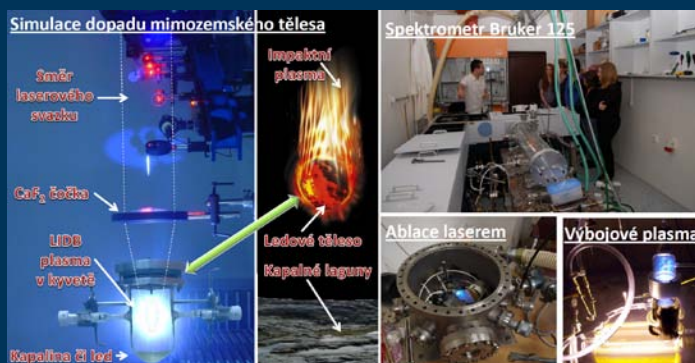 Simulace dopadu mimozemského tělesa
Směr
laserového
svazku
CaF₂ čočka
LIDB
plasma
v kyvetě
Kapalina či led
Impaktní
plasma
Ledové těleso
Kapalné laguny
Spektrometr Bruker 125
Ablace laserem
Výbojové plasma